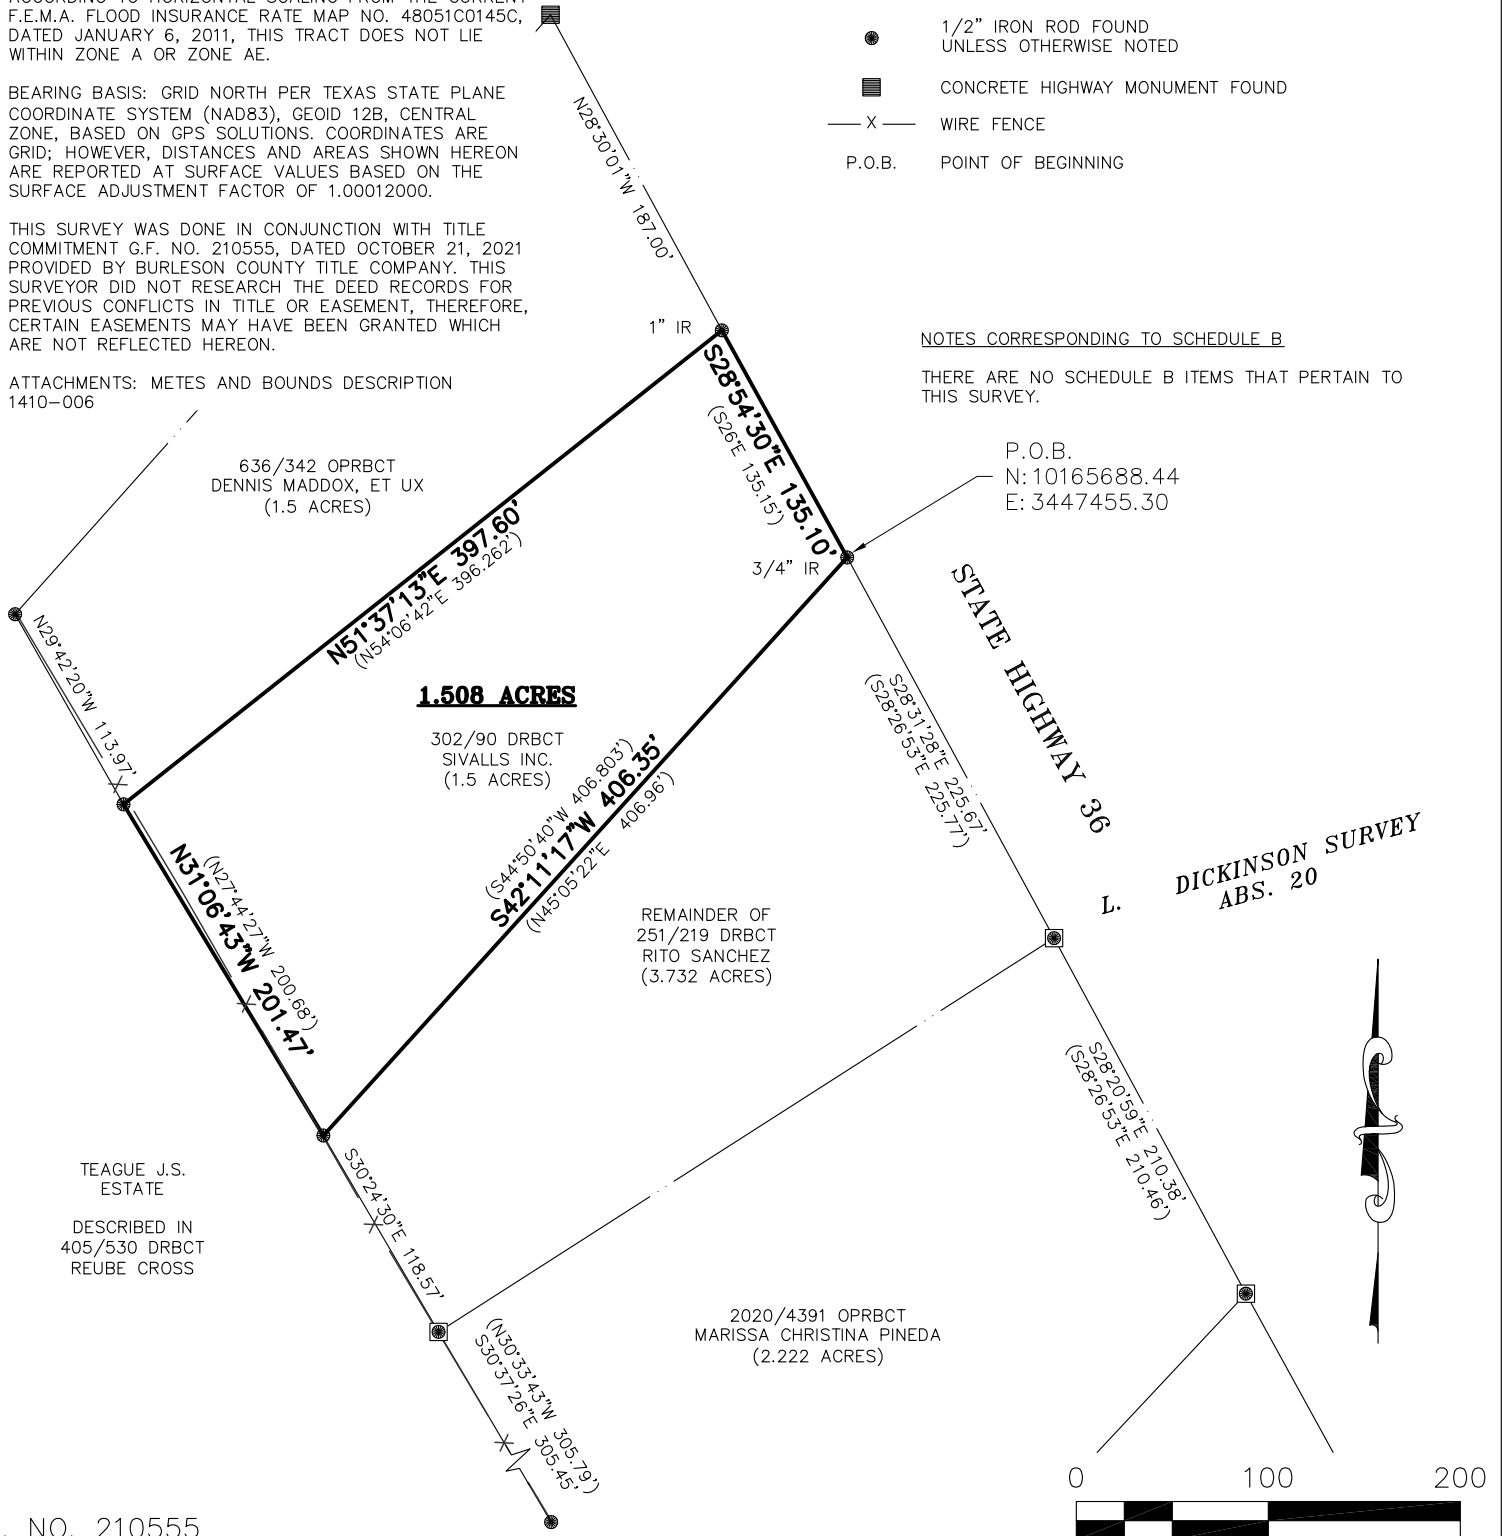 ACCORDING TO HORIZONTAL SCALING FROM THE CURRENT
F.E.M.A. FLOOD INSURANCE RATE MAP NO. 48051C0145C,
DATED JANUARY 6, 2011, THIS TRACT DOES NOT LIE
WITHIN ZONE A OR ZONE AE.
BEARING BASIS: GRID NORTH PER TEXAS STATE PLANE
COORDINATE SYSTEM (NAD83), GEOID 12B, CENTRAL
ZONE, BASED ON GPS SOLUTIONS. COORDINATES ARE
GRID; HOWEVER, DISTANCES AND AREAS SHOWN HEREON
ARE REPORTED AT SURFACE VALUES BASED ON THE
SURFACE ADJUSTMENT FACTOR OF 1.00012000.
THIS SURVEY WAS DONE IN CONJUNCTION WITH TITLE
COMMITMENT G.F. NO. 210555, DATED OCTOBER 21, 2021
PROVIDED BY BURLESON COUNTY TITLE COMPANY. THIS
SURVEYOR DID NOT RESEARCH THE DEED RECORDS FOR
PREVIOUS CONFLICTS IN TITLE OR EASEMENT, THEREFORE,
CERTAIN EASEMENTS MAY HAVE BEEN GRANTED WHICH
ARE NOT REFLECTED HEREON.
ATTACHMENTS: METES AND BOUNDS DESCRIPTION
1410-006
1/2" IRON ROD FOUND
UNLESS OTHERWISE NOTED
CONCRETE HIGHWAY MONUMENT FOUND
X WIRE FENCE
P.O.B. POINT OF BEGINNING
N28°30'01"W 187.00'
1" IR
NOTES CORRESPONDING TO SCHEDULE B
THERE ARE NO SCHEDULE B ITEMS THAT PERTAIN TO
THIS SURVEY.
S28°54'30"E 135.10'
(S26°E 135.15')
P.O.B.
N: 10165688.44
E: 3447455.30
3/4" IR
636/342 OPRBCT
DENNIS MADDOX, ET UX
(1.5 ACRES)
N51°37'13"E 397.60'
(N54°06'42"E 396.262')
N29°42'20"W 113.97'
1.508 ACRES
302/90 DRBCT
SIVALLS INC.
(1.5 ACRES)
(S44°50'40"W 406.803')
S42°11'17"W 406.35'
(N45°05'22"E 406.96')
STATE HIGHWAY 36
S28°31'28"E 225.67'
(S28°26'53"E 225.77')
L. DICKINSON SURVEY
ABS. 20
(N27°44'27"W 200.68')
N31°06'43"W 201.47'
REMAINDER OF
251/219 DRBCT
RITO SANCHEZ
(3.732 ACRES)
S28°20'59"E 210.38'
(S28°26'53"E 210.46')
TEAGUE J.S.
ESTATE
DESCRIBED IN
405/530 DRBCT
REUBE CROSS
S30°24'30"E 118.57'
2020/4391 OPRBCT
MARISSA CHRISTINA PINEDA
(2.222 ACRES)
(N30°33'43"W 305.79')
S30°37'26"E 305.45'
0 100 200
. NO. 210555